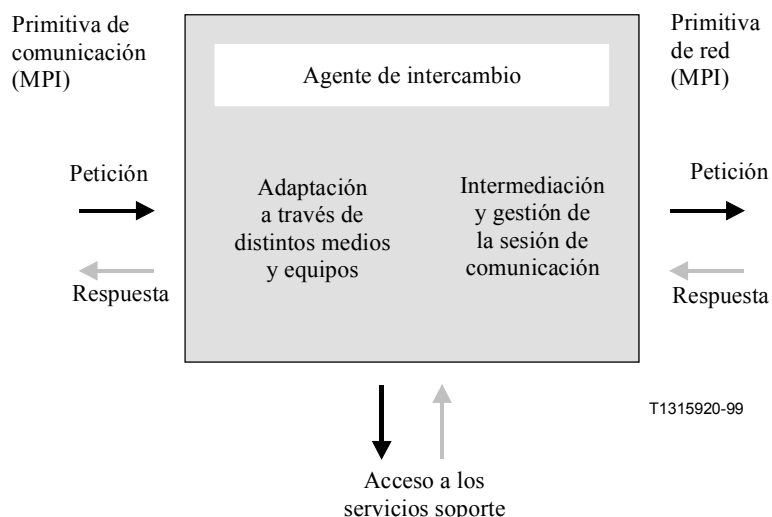 Primitiva de
comunicación
(MPI)
Primitiva
de red
(MPI)
Agente de intercambio
Petición
Respuesta
Adaptación
a través de
distintos medios
y equipos
Intermediación
y gestión de
la sesión de
comunicación
Petición
Respuesta
T1315920-99
Acceso a los
servicios soporte